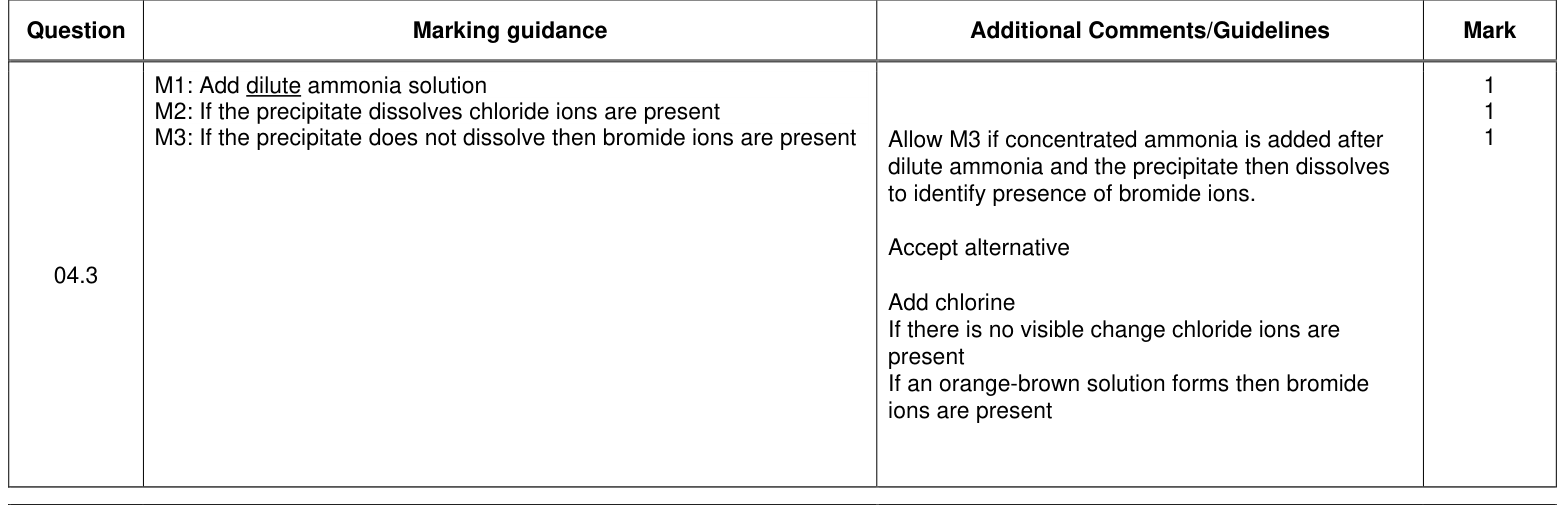 Question Marking guidance Additional Comments/Guidelines Mark
M1: Add dilute ammonia solution 1
M2: If the precipitate dissolves chloride ions are present 1
M3: If the precipitate does not dissolve then bromide ions are present 1
Allow M3 if concentrated ammonia is added after
dilute ammonia and the precipitate then dissolves
to identify presence of bromide ions.
Accept alternative
04.3
Add chlorine
If there is no visible change chloride ions are
present
If an orange-brown solution forms then bromide
ions are present